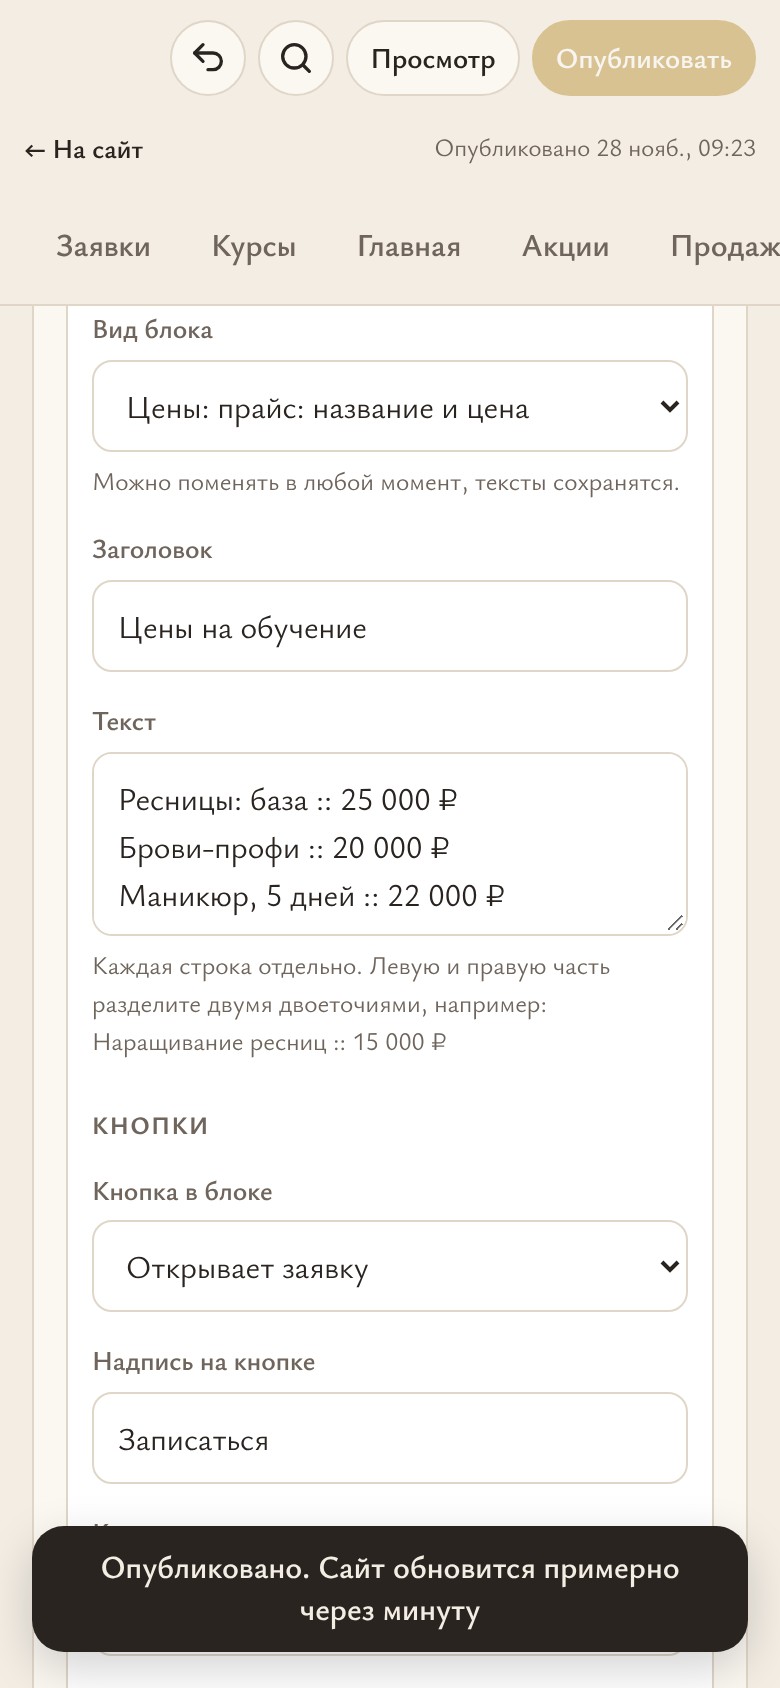 Просмотр
Опубликовать
← На сайт
Опубликовано 28 нояб., 09:23
Заявки Курсы Главная Акции Продаж
Вид блока
Цены: прайс: название и цена
Можно поменять в любой момент, тексты сохранятся.
Заголовок
Цены на обучение
Текст
Ресницы: база :: 25 000 ₽
Брови-профи :: 20 000 ₽
Маникюр, 5 дней :: 22 000 ₽
Каждая строка отдельно. Левую и правую часть
разделите двумя двоеточиями, например:
Наращивание ресниц :: 15 000 ₽
КНОПКИ
Кнопка в блоке
Открывает заявку
Надпись на кнопке
Записаться
Опубликовано. Сайт обновится примерно
через минуту